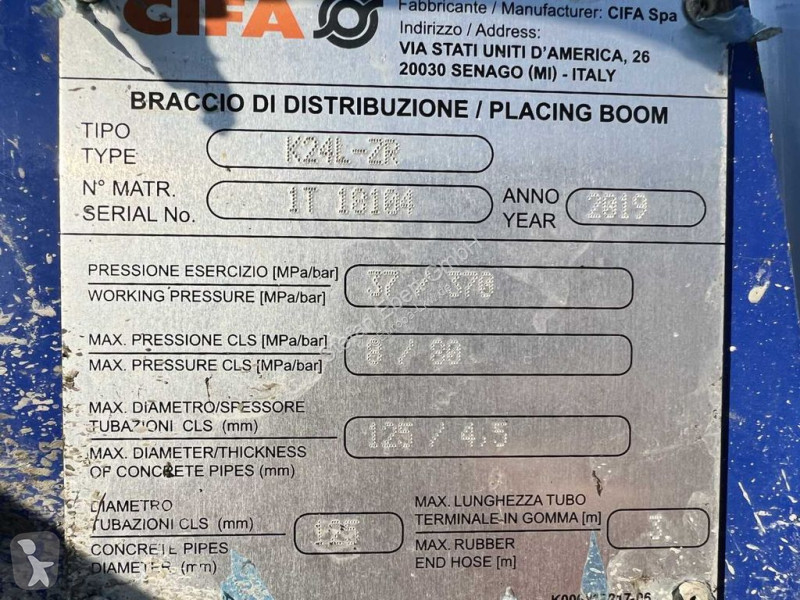 CIFA
Fabbricante / Manufacturer: CIFA Spa
Indirizzo / Address:
VIA STATI UNITI D'AMERICA, 26
20030 SENAGO (MI) - ITALY
BRACCIO DI DISTRIBUZIONE / PLACING BOOM
TIPO
TYPE
K24L-ZR
N° MATR.
SERIAL No.
1T 18104
ANNO
YEAR
2019
PRESSIONE ESERCIZIO [MPa/bar]
WORKING PRESSURE [MPa/bar]
37 / 370
MAX. PRESSIONE CLS [MPa/bar]
MAX. PRESSURE CLS [MPa/bar]
8 / 80
MAX. DIAMETRO/SPESSORE
TUBAZIONI CLS (mm)
MAX. DIAMETER/THICKNESS
OF CONCRETE PIPES (mm)
125 / 4,5
DIAMETRO
TUBAZIONI CLS (mm)
CONCRETE PIPES
DIAMETER (mm)
MAX. LUNGHEZZA TUBO
TERMINALE IN GOMMA [m]
MAX. RUBBER
END HOSE [m]
3